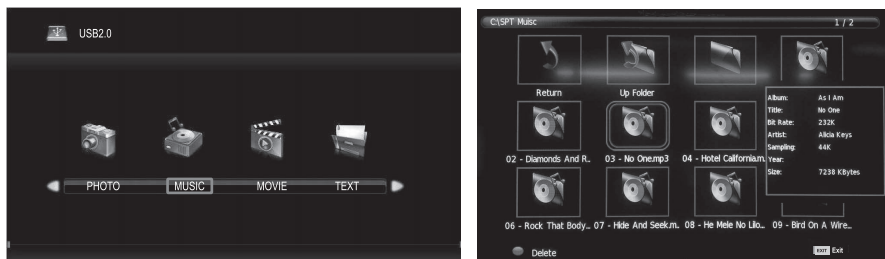 USB2.0
PHOTO MUSIC MOVIE TEXT
C:\SPT Muisc 1 / 2
Return Up Folder
Album: As I Am
Title: No One
Bit Rate: 232K
Artist: Alicia Keys
Sampling: 44K
Year:
Size: 7238 KBytes
02 - Diamonds And R.. 03 - No One.mp3 04 - Hotel California.m.
06 - Rock That Body... 07 - Hide And Seek.m.. 08 - He Mele No Lilo... 09 - Bird On A Wire...
Delete EXIT Exit